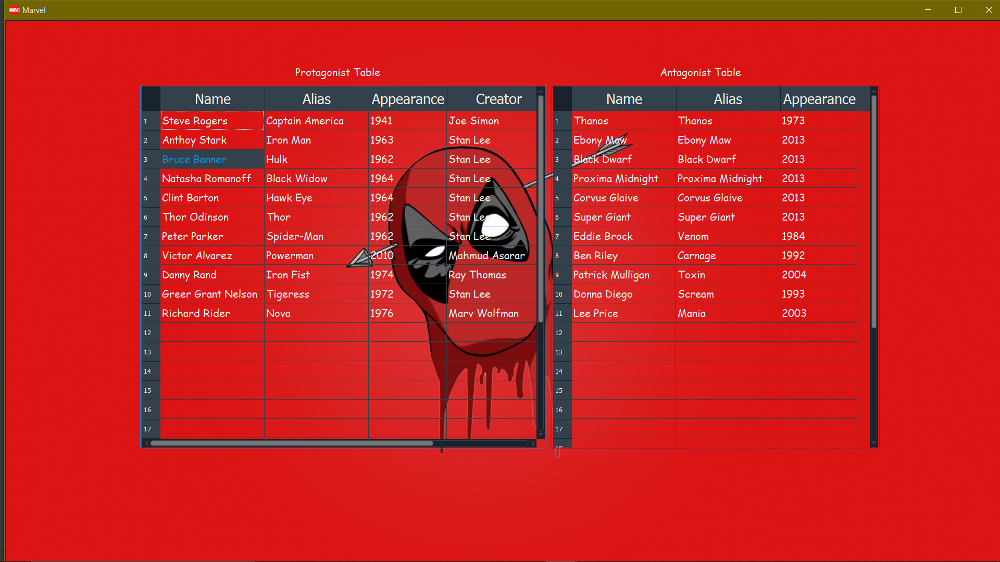 MARVEL Marvel
Protagonist Table
Name Alias Appearance Creator
1 Steve Rogers Captain America 1941 Joe Simon
2 Anthoy Stark Iron Man 1963 Stan Lee
3 Bruce Banner Hulk 1962 Stan Lee
4 Natasha Romanoff Black Widow 1964 Stan Lee
5 Clint Barton Hawk Eye 1964 Stan Lee
6 Thor Odinson Thor 1962 Stan Lee
7 Peter Parker Spider-Man 1962 Stan Lee
8 Victor Alvarez Powerman 2010 Mahmud Asarar
9 Danny Rand Iron Fist 1974 Ray Thomas
10 Greer Grant Nelson Tigeress 1972 Stan Lee
11 Richard Rider Nova 1976 Marv Wolfman
12
13
14
15
16
17
Antagonist Table
Name Alias Appearance
1 Thanos Thanos 1973
2 Ebony Maw Ebony Maw 2013
3 Black Dwarf Black Dwarf 2013
4 Proxima Midnight Proxima Midnight 2013
5 Corvus Glaive Corvus Glaive 2013
6 Super Giant Super Giant 2013
7 Eddie Brock Venom 1984
8 Ben Riley Carnage 1992
9 Patrick Mulligan Toxin 2004
10 Donna Diego Scream 1993
11 Lee Price Mania 2003
12
13
14
15
16
17